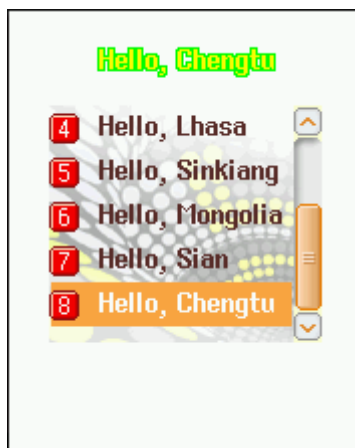 Hello, Chengtu
4 Hello, Lhasa
5 Hello, Sinkiang
6 Hello, Mongolia
7 Hello, Sian
8 Hello, Chengtu